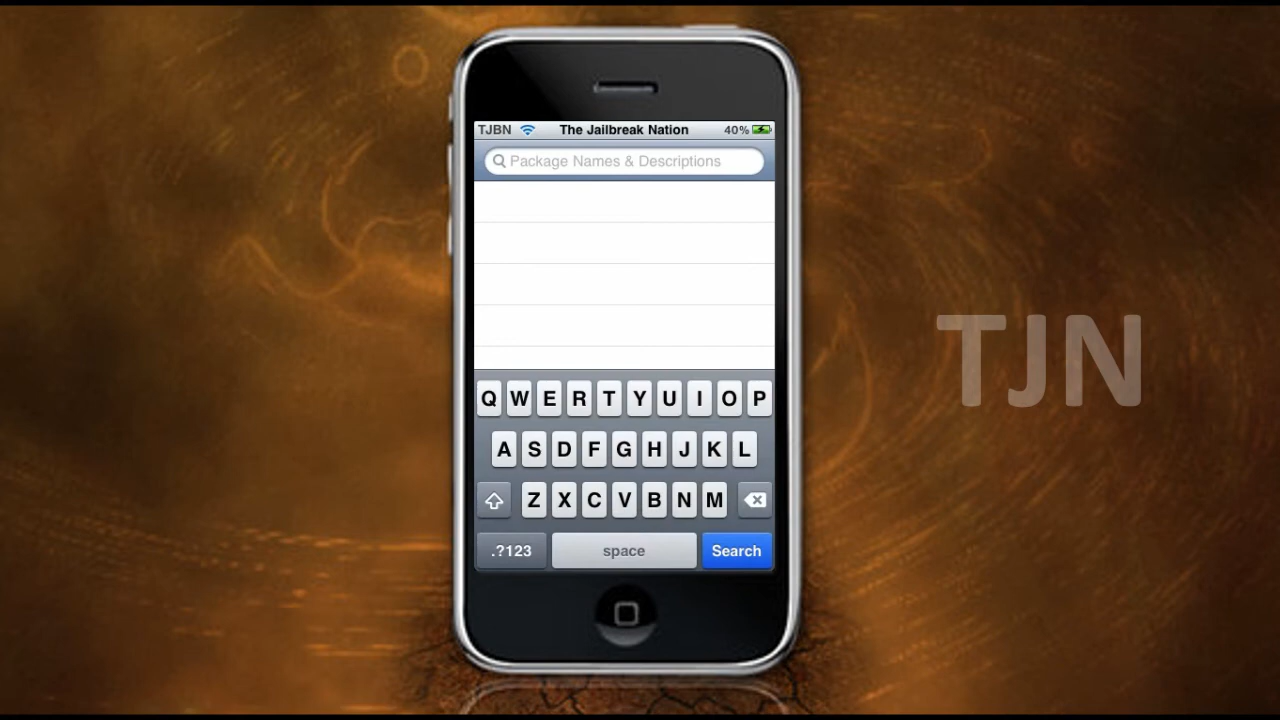 TJBN The Jailbreak Nation 40%
Package Names & Descriptions
TJN
Q W E R T Y U I O P
A S D F G H J K L
Z X C V B N M
.?123 space Search